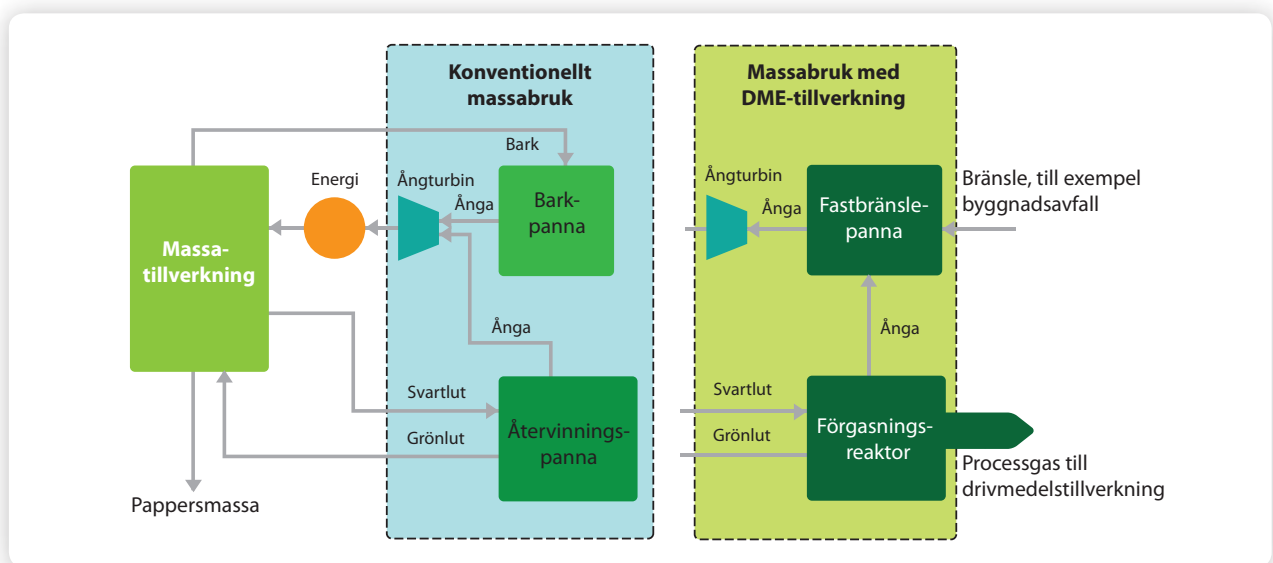 Konventionellt
massabruk
Massabruk med
DME-tillverkning
Bark
Energi
Ångturbin
Ånga
Bark-
panna
Massa-
tillverkning
Ånga
Svartlut
Grönlut
Återvinnings-
panna
Pappersmassa
Ångturbin
Ånga
Fastbränsle-
panna
Bränsle, till exempel
byggnadsavfall
Ånga
Svartlut
Grönlut
Förgasnings-
reaktor
Processgas till
drivmedelstillverkning